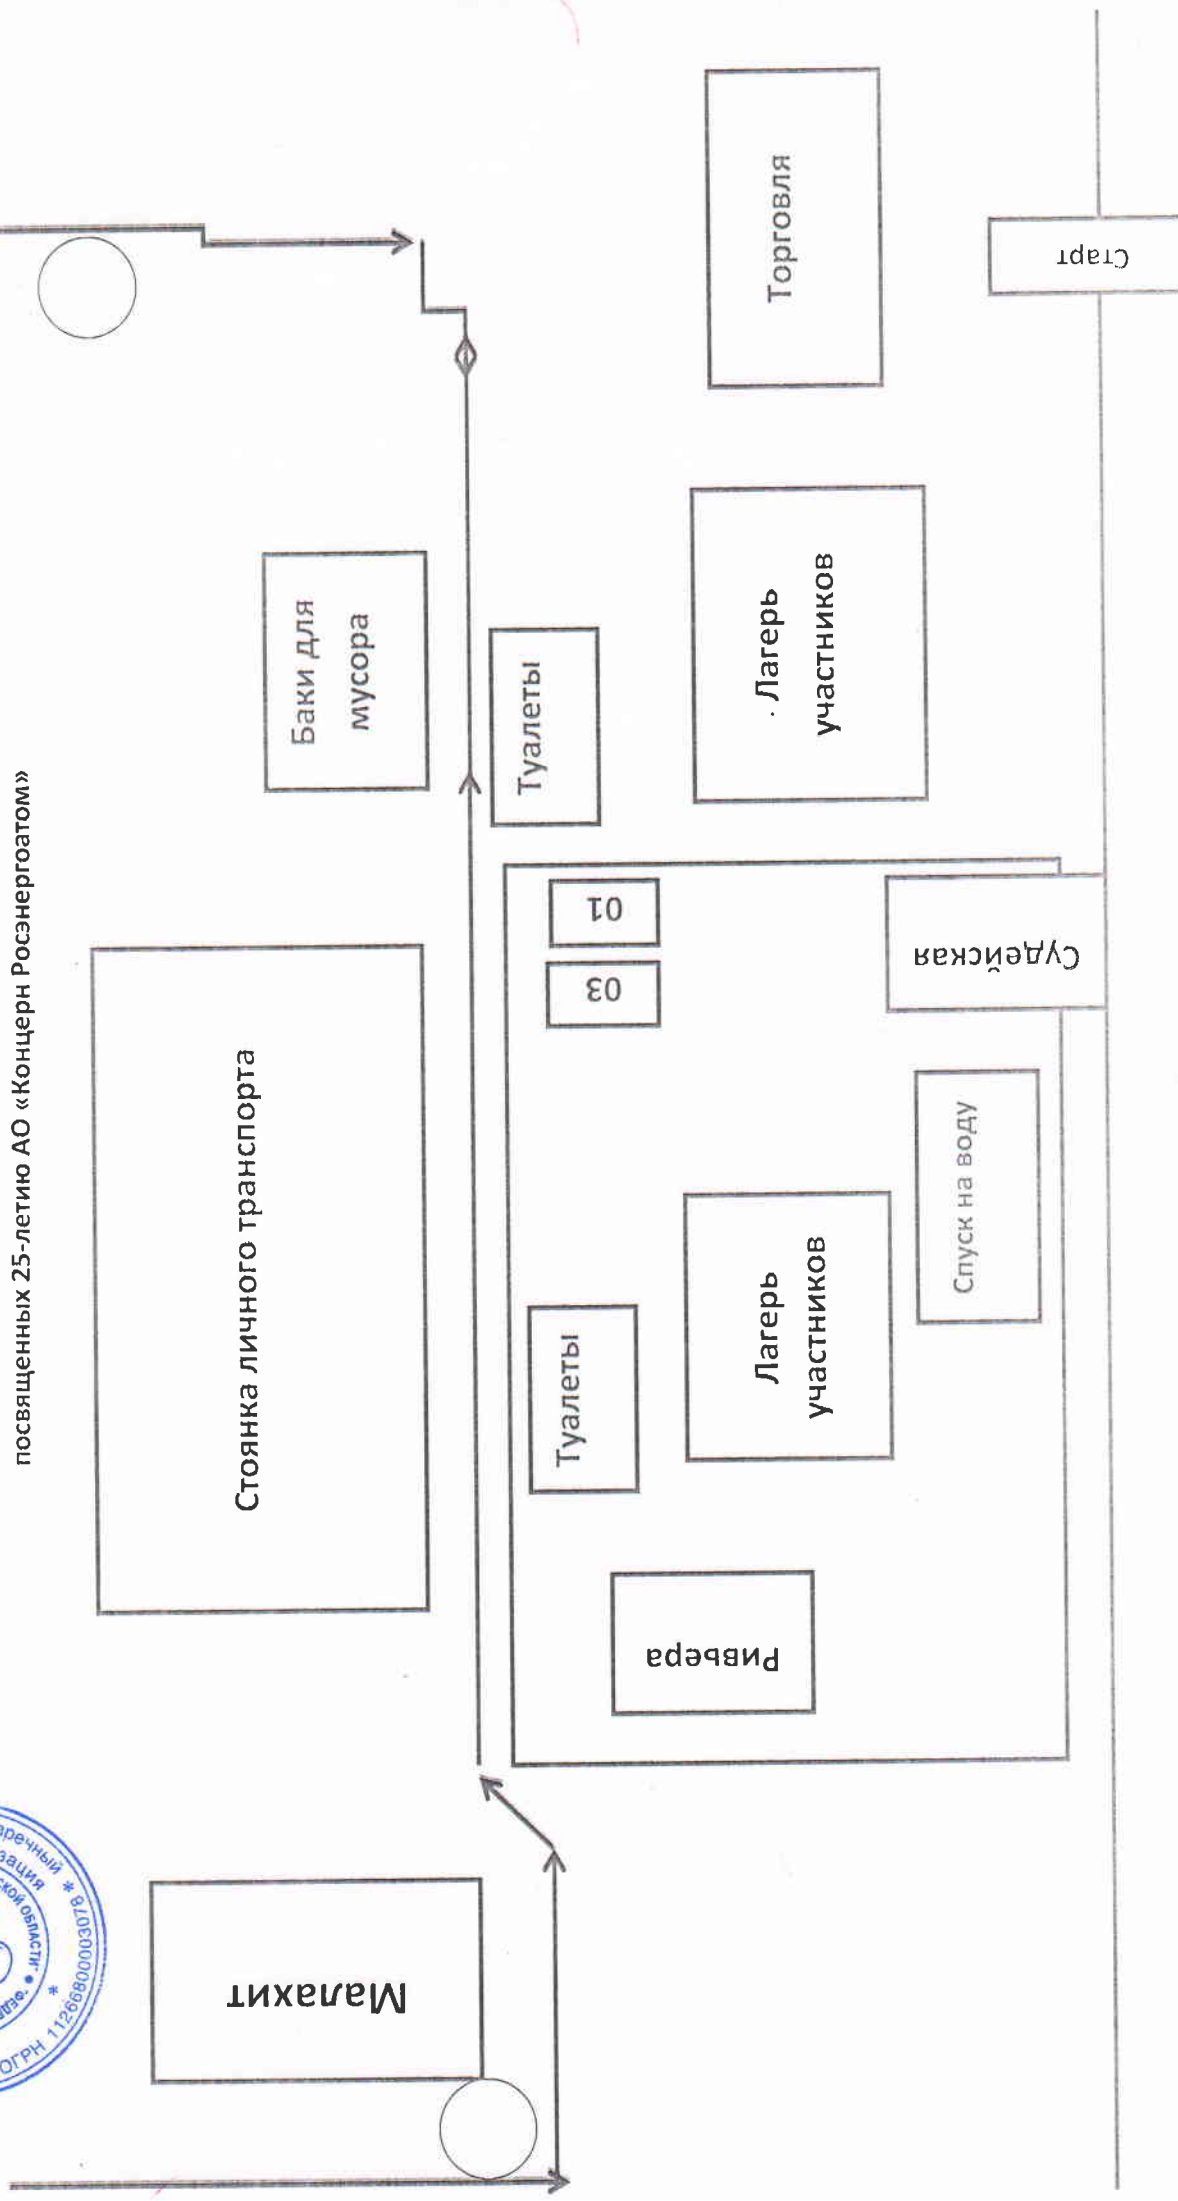 посвященных 25-летию АО «Концерн Росэнергоатом»
Малахит
Стоянка личного транспорта
Баки для
мусора
Туалеты
Туалеты
03
01
Ривьера
Лагерь
участников
. Лагерь
участников
Торговля
Спуск на воду
Судейская
Старт
ОГРН 1126680003078 *